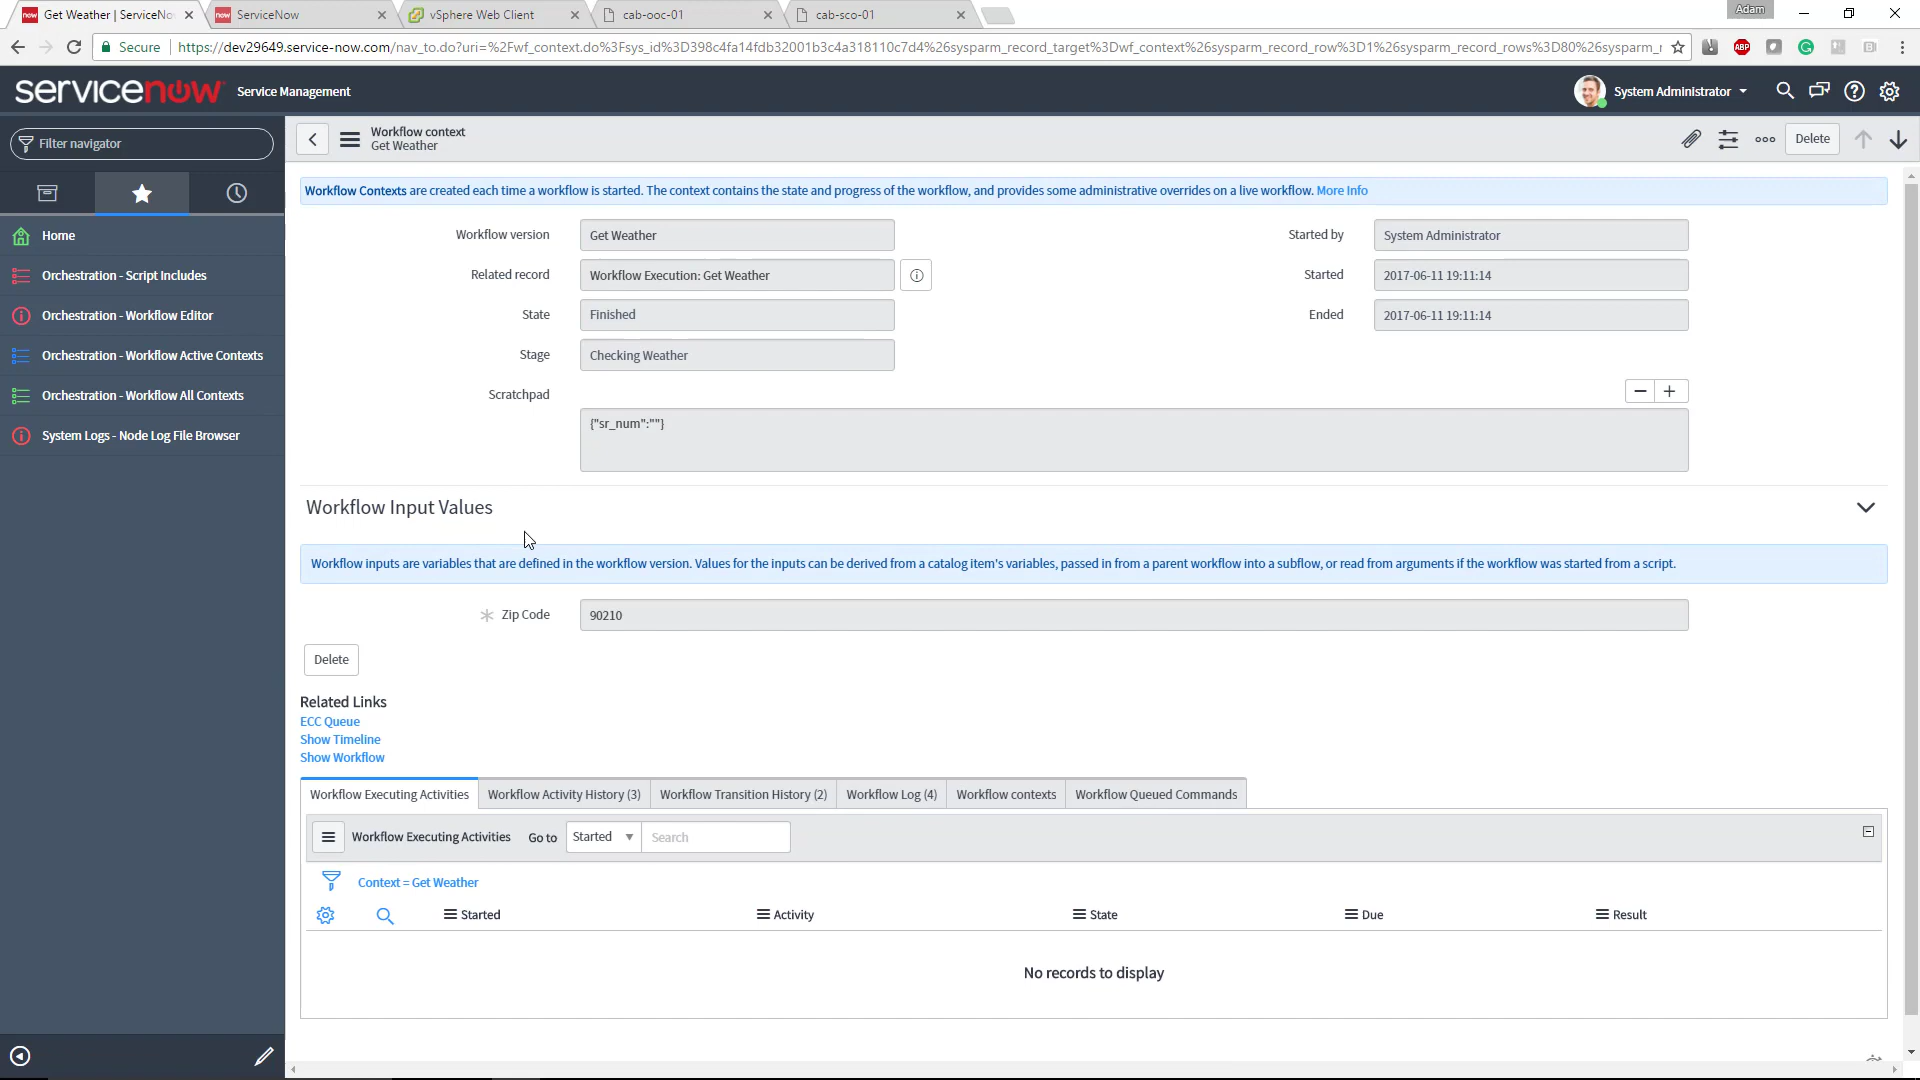 Get Weather | ServiceNo
ServiceNow
vSphere Web Client
cab-ooc-01
cab-sco-01
Adam
Secure
https://dev29649.service-now.com/nav_to.do?uri=%2Fwf_context.do%3Fsys_id%3D398c4fa14fdb32001b3c4a318110c7d4%26sysparm_record_target%3Dwf_context%26sysparm_record_row%3D1%26sysparm_record_rows%3D80%26sysparm_r
ABP
servicenow
Service Management
System Administrator
Filter navigator
Workflow context
Get Weather
Delete
Workflow Contexts are created each time a workflow is started. The context contains the state and progress of the workflow, and provides some administrative overrides on a live workflow. More Info
Home
Orchestration - Script Includes
Orchestration - Workflow Editor
Orchestration - Workflow Active Contexts
Orchestration - Workflow All Contexts
System Logs - Node Log File Browser
Workflow version
Get Weather
Started by
System Administrator
Related record
Workflow Execution: Get Weather
Started
2017-06-11 19:11:14
State
Finished
Ended
2017-06-11 19:11:14
Stage
Checking Weather
Scratchpad
{"sr_num":""}
Workflow Input Values
Workflow inputs are variables that are defined in the workflow version. Values for the inputs can be derived from a catalog item's variables, passed in from a parent workflow into a subflow, or read from arguments if the workflow was started from a script.
Zip Code
90210
Delete
Related Links
ECC Queue
Show Timeline
Show Workflow
Workflow Executing Activities
Workflow Activity History (3)
Workflow Transition History (2)
Workflow Log (4)
Workflow contexts
Workflow Queued Commands
Workflow Executing Activities
Go to
Started
Search
Context = Get Weather
Started
Activity
State
Due
Result
No records to display